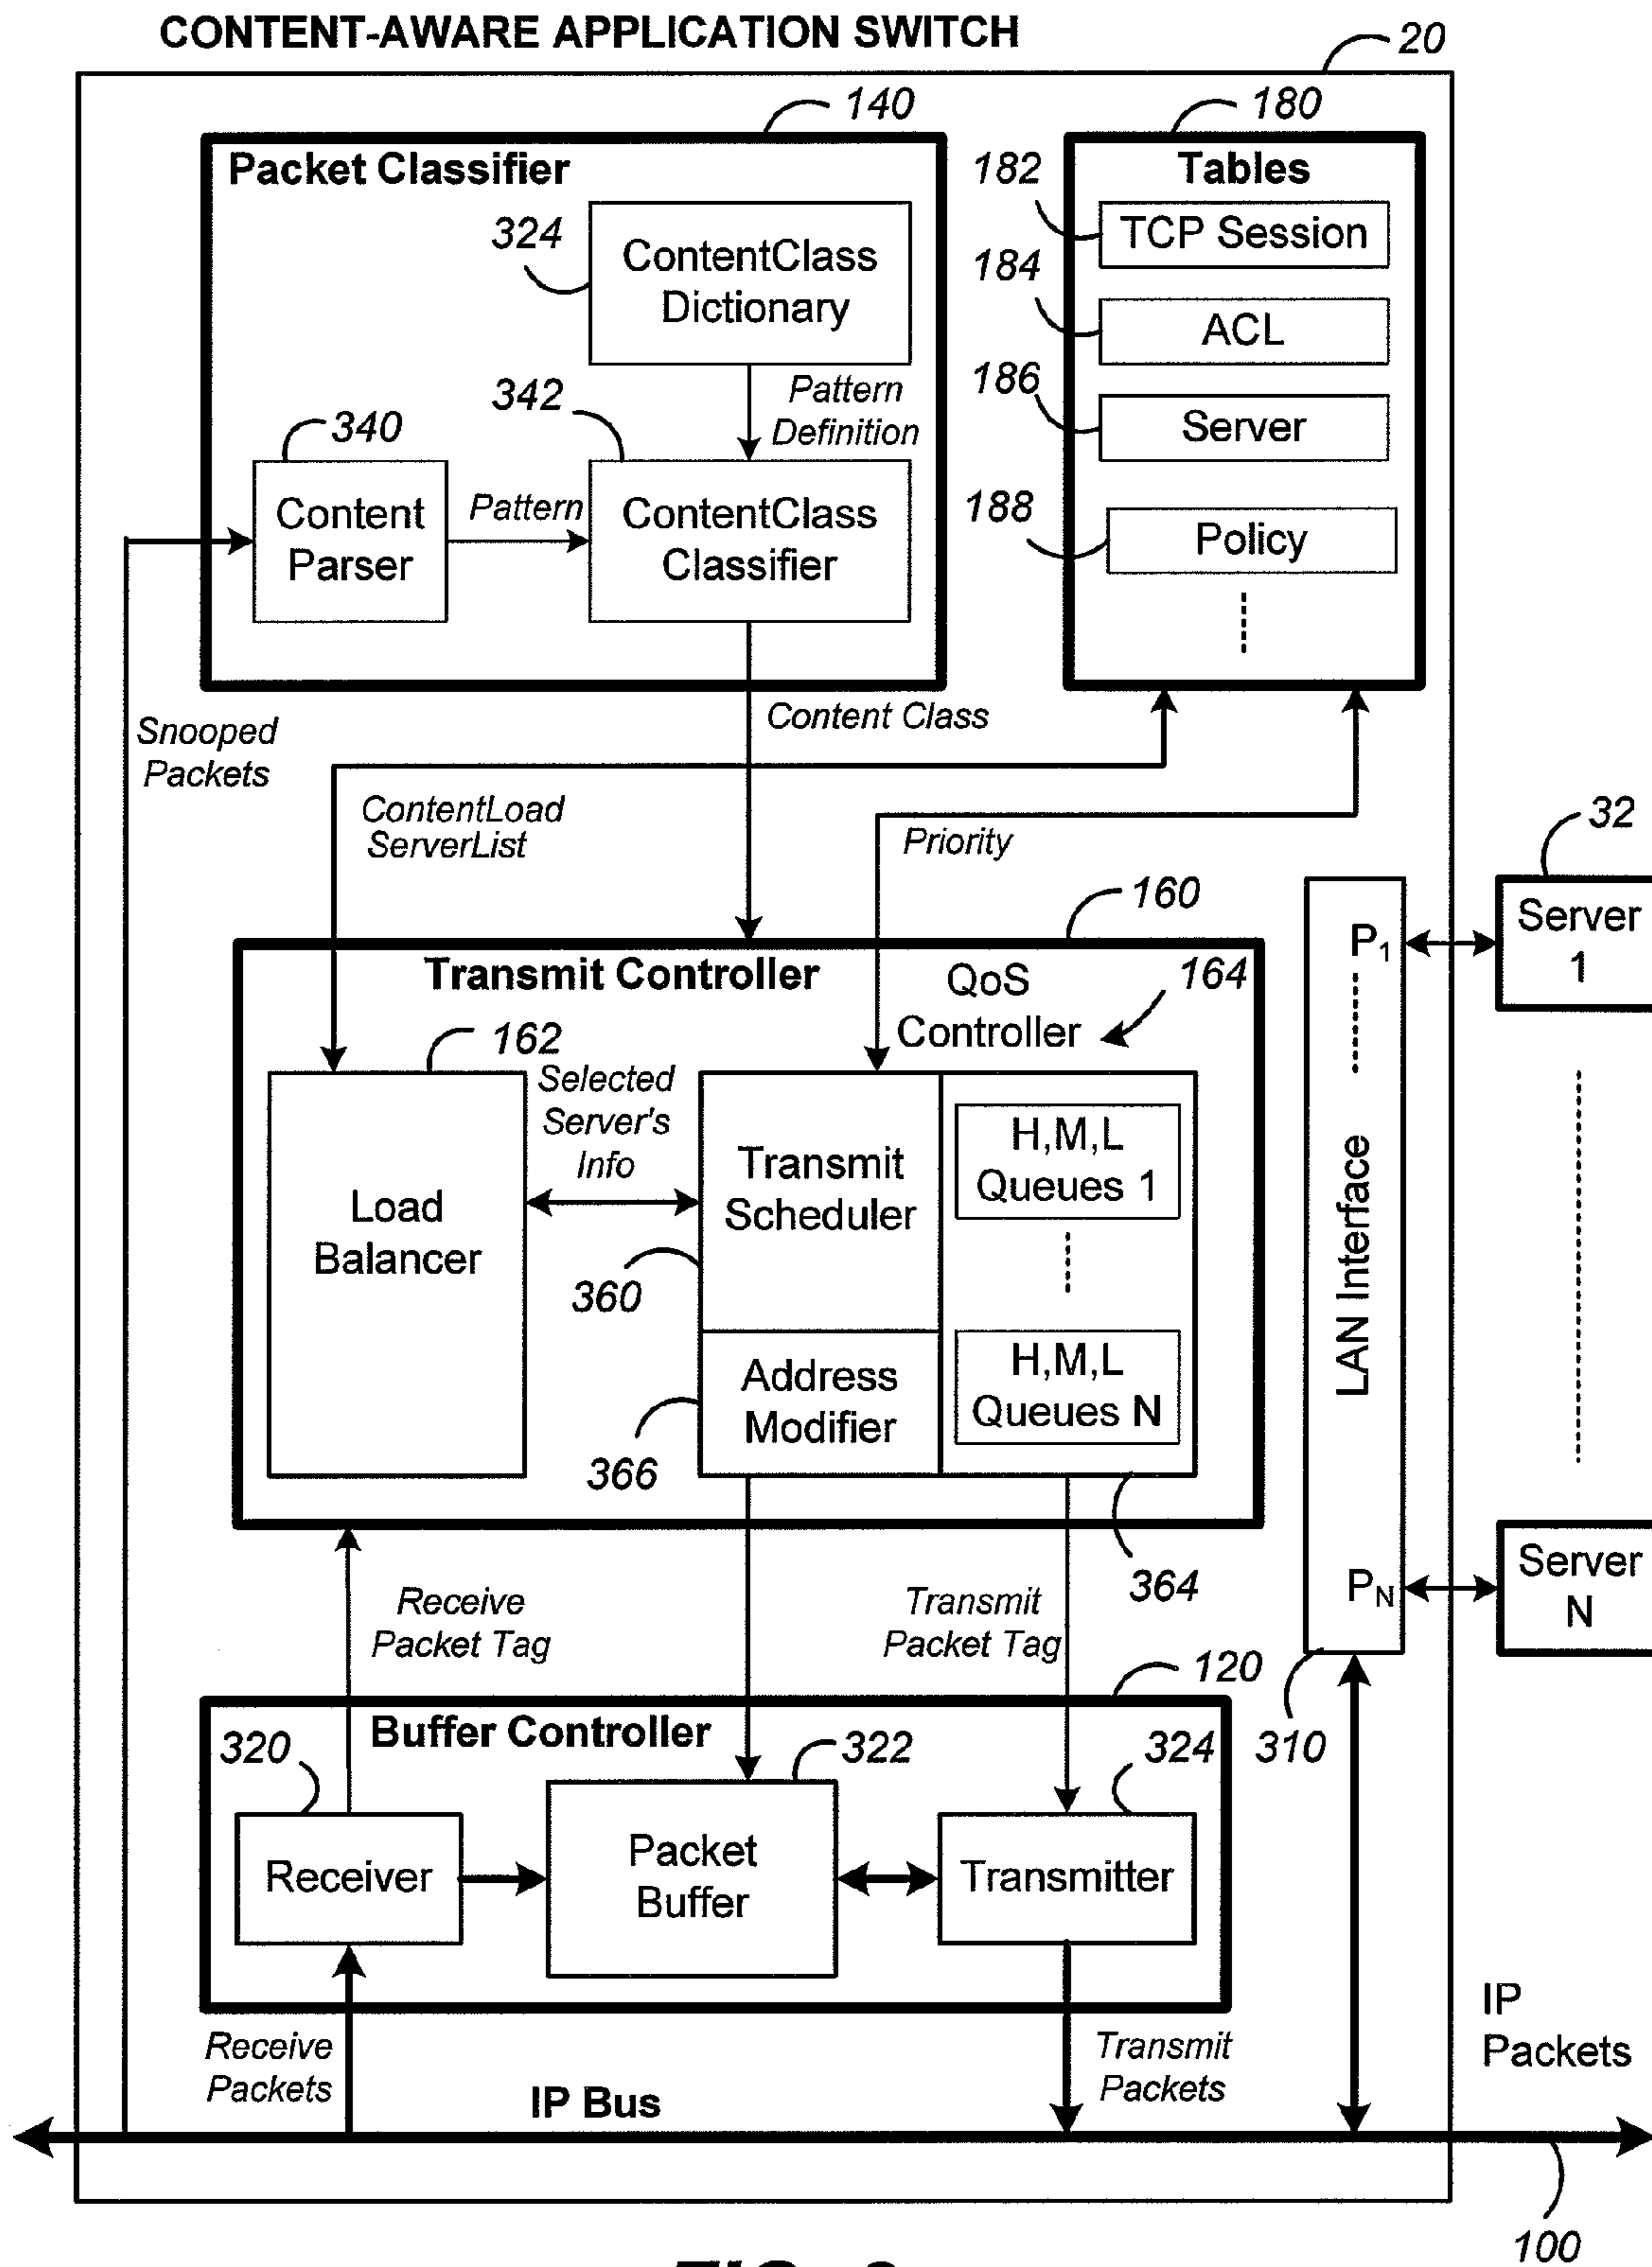 CONTENT-AWARE APPLICATION SWITCH
20
140
180
Packet Classifier
Tables
182
TCP Session
324
ContentClass
Dictionary
184
ACL
186
Server
Pattern
Definition
342
340
Content
Parser
Pattern
ContentClass
Classifier
188
Policy
Snooped
Packets
Content Class
ContentLoad
ServerList
Priority
32
Server
1
160
Transmit Controller
QoS
Controller
164
P1
162
Selected
Server's
Info
Load
Balancer
Transmit
Scheduler
H,M,L
Queues 1
360
LAN Interface
Address
Modifier
H,M,L
Queues N
366
364
PN
Server
N
Receive
Packet Tag
Transmit
Packet Tag
120
310
Buffer Controller
320
322
324
Receiver
Packet
Buffer
Transmitter
Receive
Packets
Transmit
Packets
IP
Packets
IP Bus
100